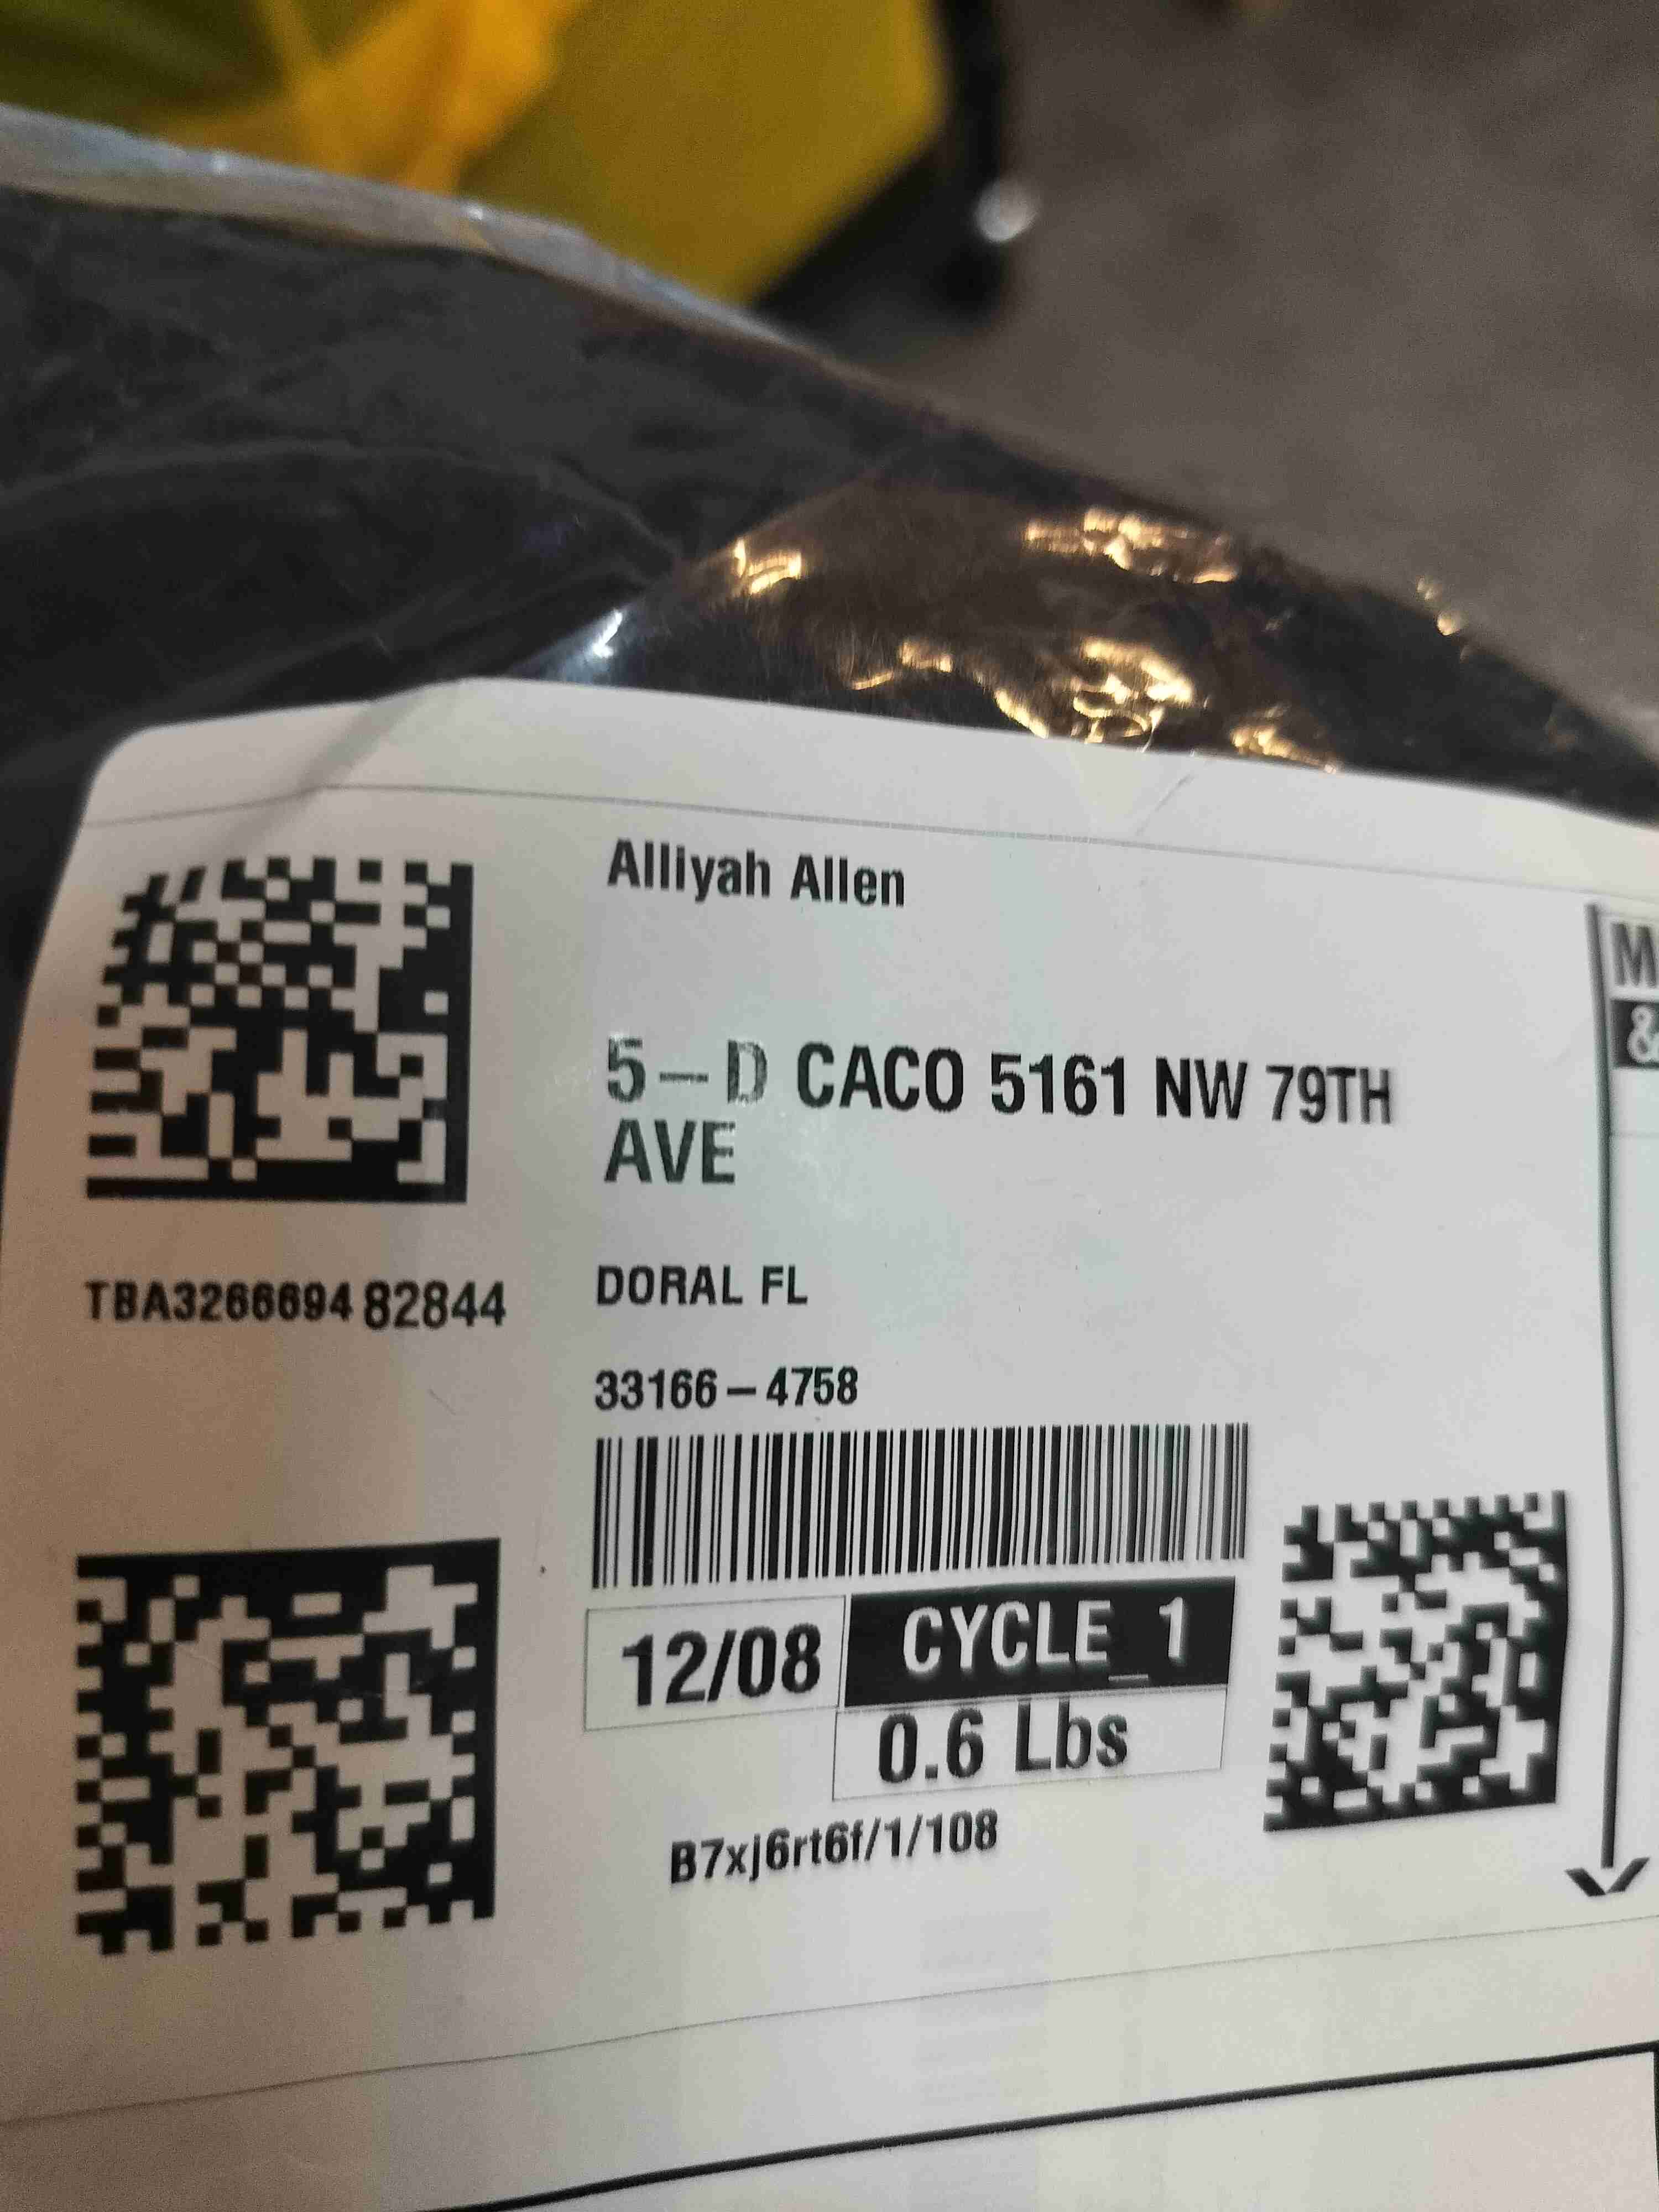 Alliyah Allen
5-D CACO 5161 NW 79TH
AVE
TBA326669482844
DORAL FL
33166-4758
12/08
CYCLE_1
0.6 Lbs
B7xj6rt6f/1/108
M
&